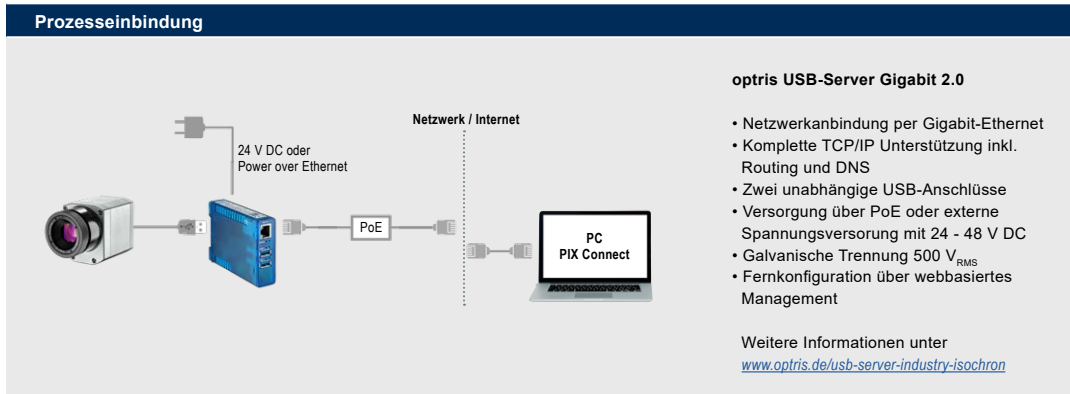 Prozesseinbindung
24 V DC oder
Power over Ethernet
Netzwerk / Internet
PoE
PC
PIX Connect
optris USB-Server Gigabit 2.0
• Netzwerkanbindung per Gigabit-Ethernet
• Komplette TCP/IP Unterstützung inkl.
Routing und DNS
• Zwei unabhängige USB-Anschlüsse
• Versorgung über PoE oder externe
Spannungsversorung mit 24 - 48 V DC
• Galvanische Trennung 500 VRMS
• Fernkonfiguration über webbasiertes
Management
Weitere Informationen unter
www.optris.de/usb-server-industry-isochron